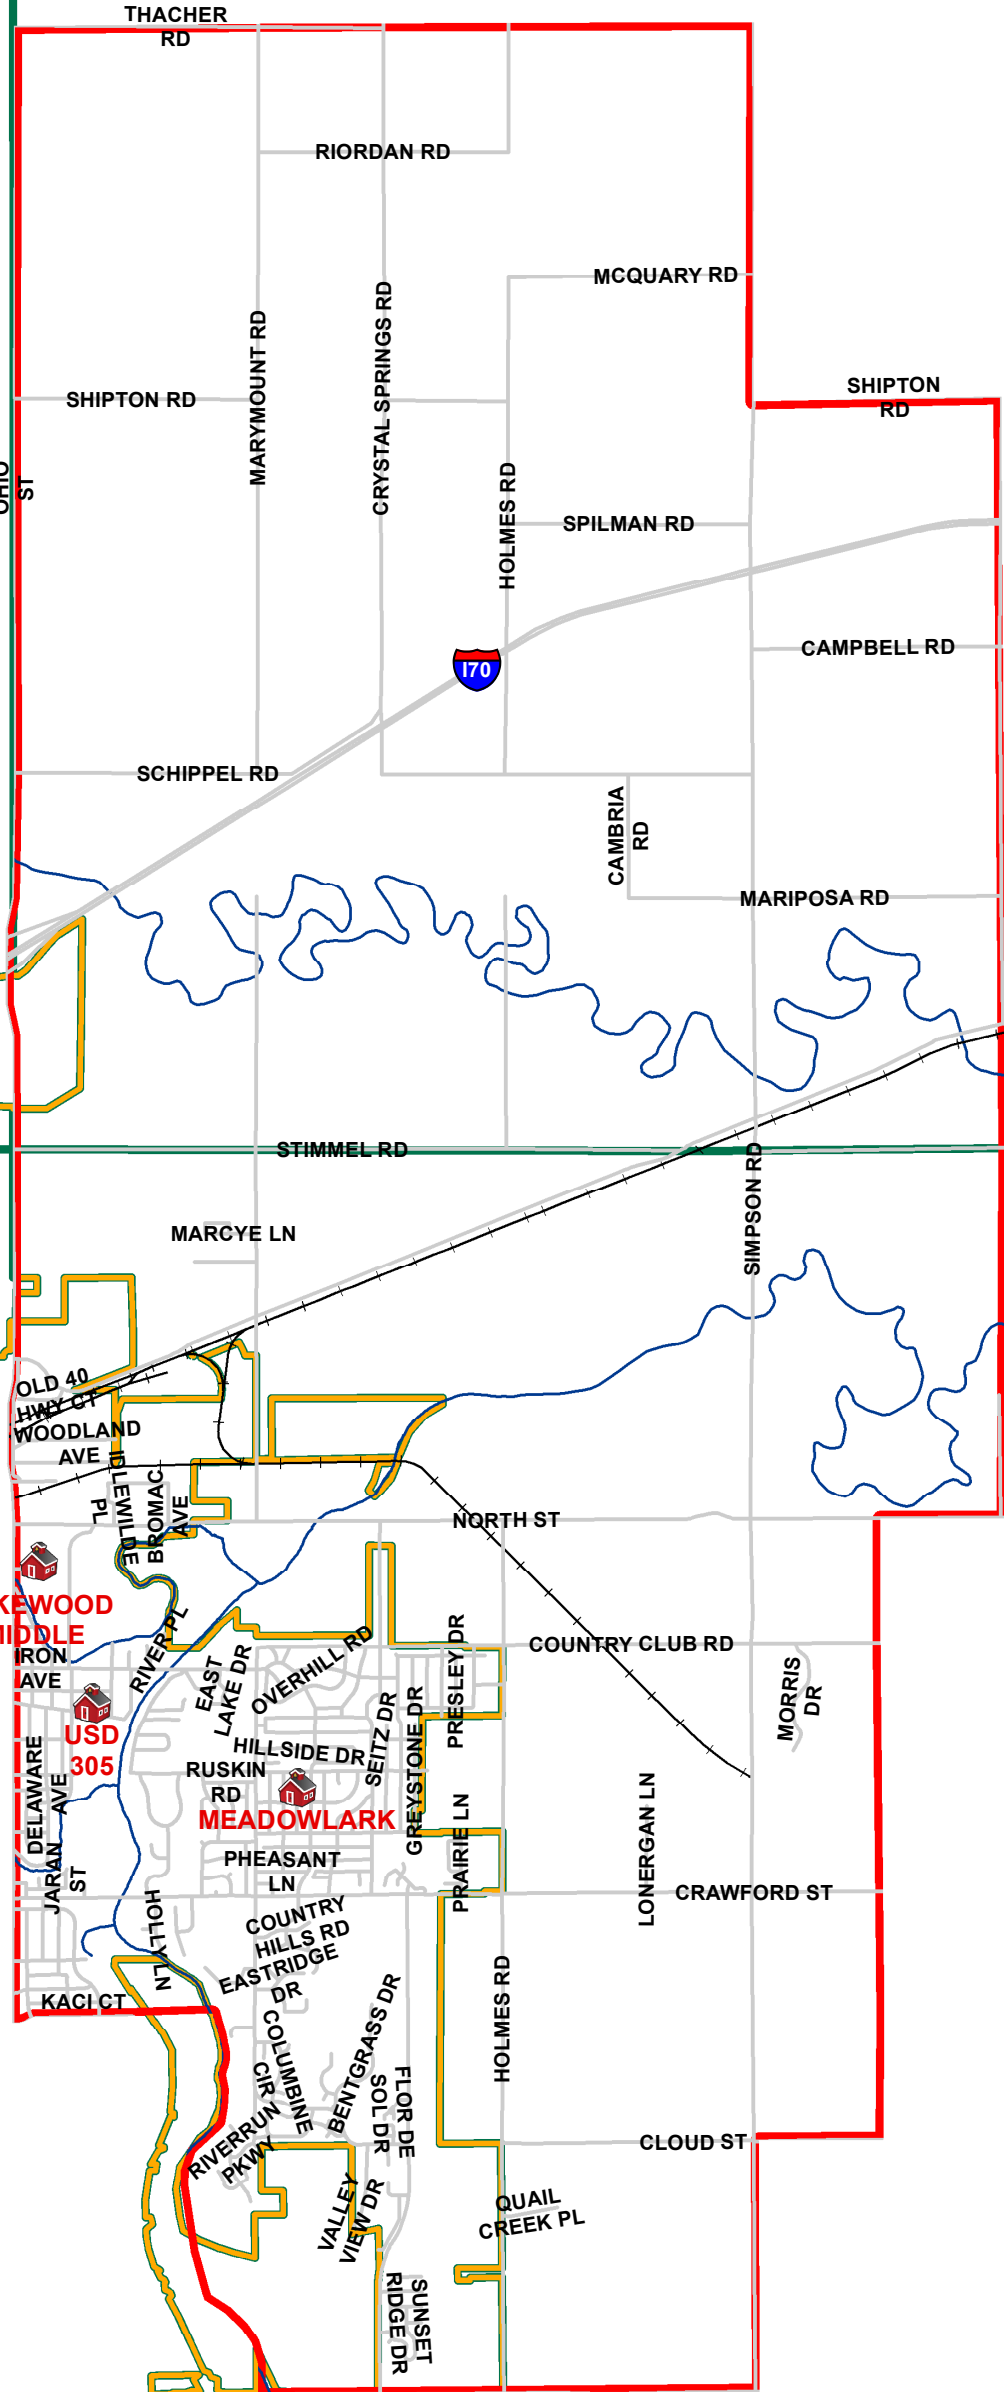 THACHER
RD
RIORDAN RD
MCQUARY RD
MARYMOUNT RD
CRYSTAL SPRINGS RD
SHIPTON RD
SHIPTON
RD
OHIO
ST
HOLMES RD
SPILMAN RD
CAMPBELL RD
I70
SCHIPPEL RD
CAMBRIA
RD
MARIPOSA RD
STIMMEL RD
SIMPSON RD
MARCYE LN
OLD 40
HWY CT
WOODLAND
AVE
IDLEWILDE
PL
BROMAC
AVE
NORTH ST
KEWOOD
MIDDLE
IRON
AVE
RIVER PL
EAST
LAKE DR
OVERHILL RD
PRESLEY DR
COUNTRY CLUB RD
MORRIS
DR
USD
305
HILLSIDE DR
SEITZ DR
GREYSTONE DR
RUSKIN
RD
MEADOWLARK
DELAWARE
AVE
PRAIRIE LN
LONERGAN LN
JARAN
ST
PHEASANT
LN
CRAWFORD ST
HOLLY LN
COUNTRY
HILLS RD
EASTRIDGE
DR
KACI CT
HOLMES RD
COLUMBINE
CIR
BENTGRASS DR
FLOR DE
SOL DR
RIVERRUN
PKWY
CLOUD ST
VALLEY
VIEW DR
QUAIL
CREEK PL
SUNSET
RIDGE DR